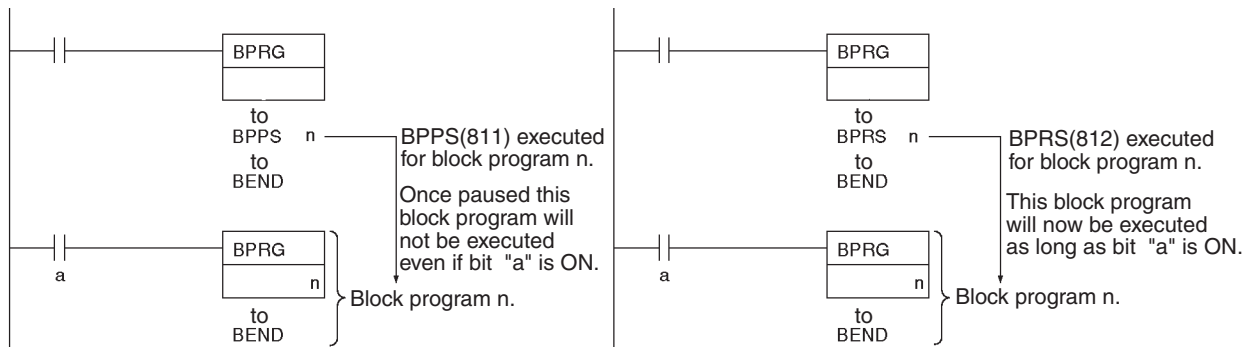 BPRG
to
BPPS n
to
BEND
BPPS(811) executed
for block program n.
Once paused this
block program will
not be executed
even if bit "a" is ON.
a
BPRG
n
to
BEND
Block program n.
BPRG
to
BPRS n
to
BEND
BPRS(812) executed
for block program n.
This block program
will now be executed
as long as bit "a" is ON.
a
BPRG
n
to
BEND
Block program n.